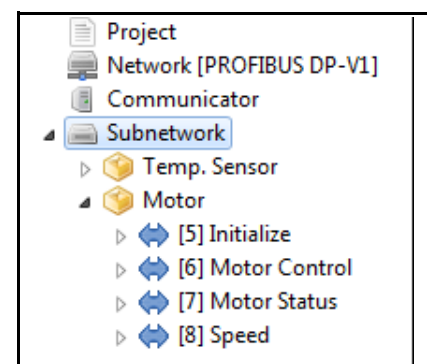 Project
Network [PROFIBUS DP-V1]
Communicator
Subnetwork
Temp. Sensor
Motor
[5] Initialize
[6] Motor Control
[7] Motor Status
[8] Speed